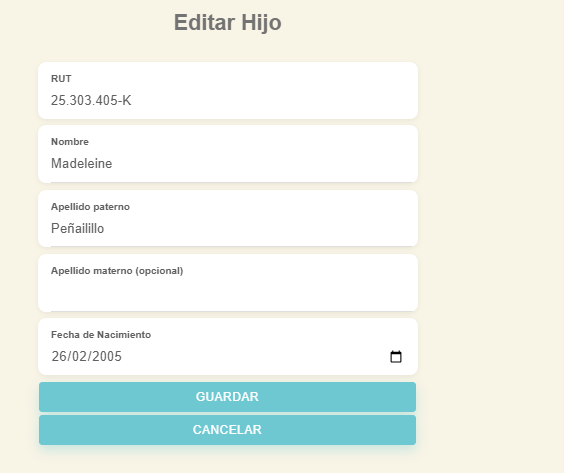 Editar Hijo
RUT
25.303.405-K
Nombre
Madeleine
Apellido paterno
Peñailillo
Apellido materno (opcional)
Fecha de Nacimiento
26/02/2005
GUARDAR
CANCELAR